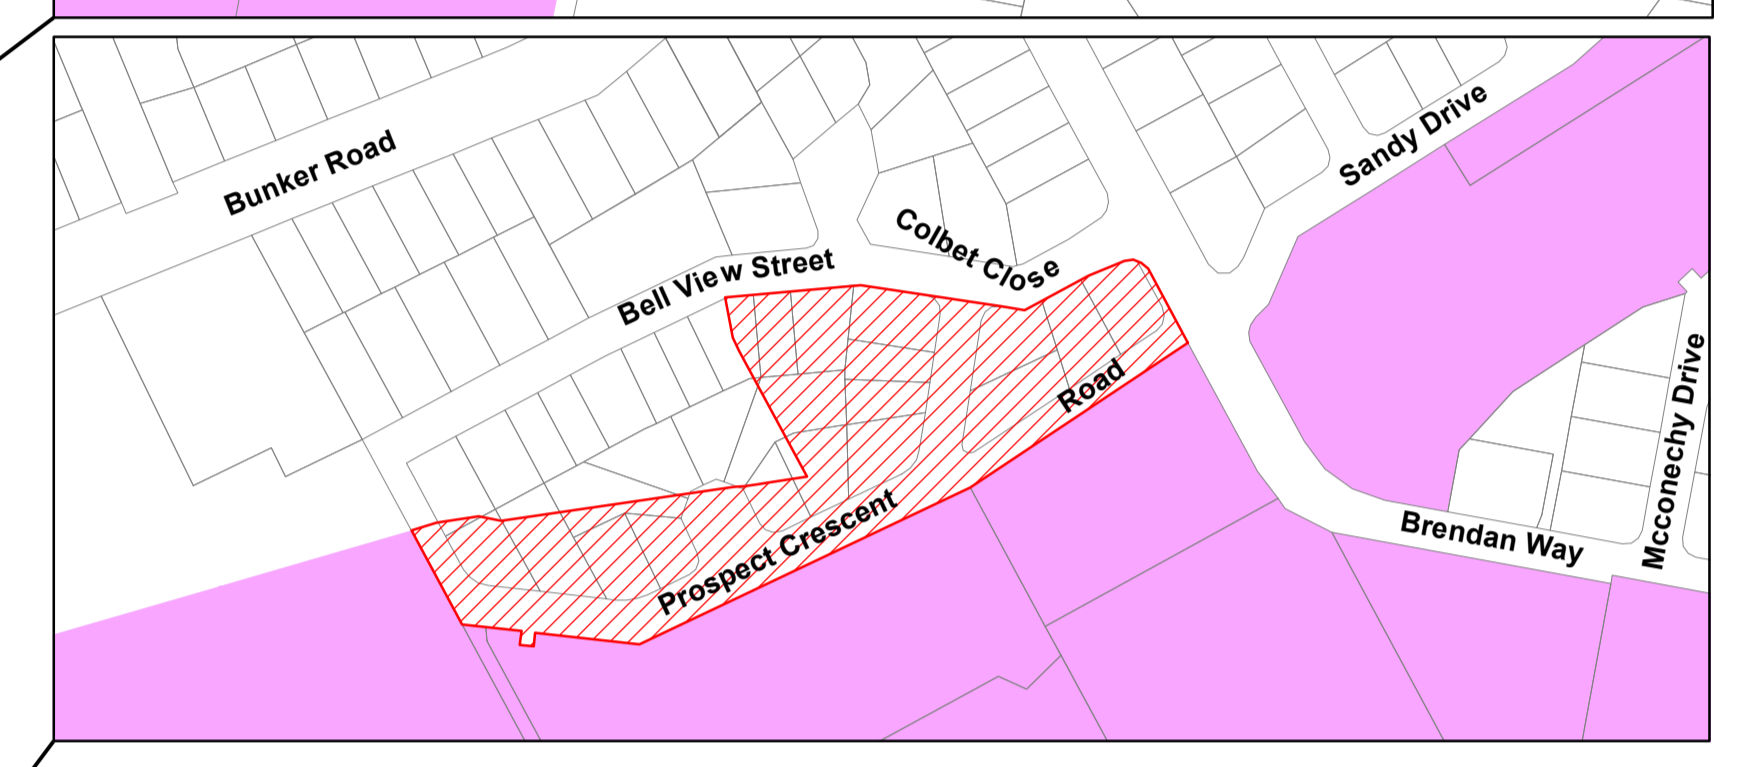 Bunker Road
Sandy Drive
Colbet Close
Bell View Street
Road
Prospect Crescent
Mcconechy Drive
Brendan Way